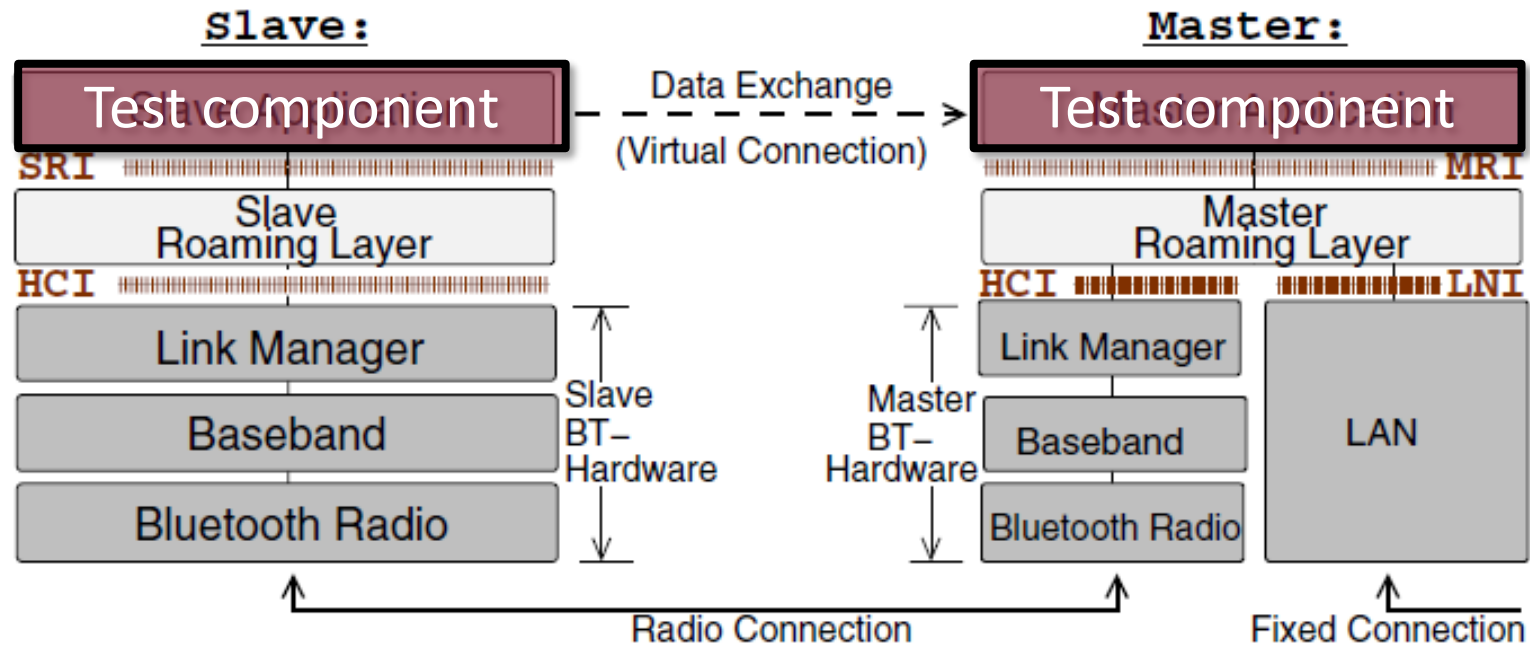 Slave:
Master:
Test component
Data Exchange
(Virtual Connection)
Test component
SRI
MRI
Slave
Roaming Layer
Master
Roaming Layer
HCI
HCI
LNI
Link Manager
Baseband
Bluetooth Radio
Slave
BT-
Hardware
Master
BT-
Hardware
Link Manager
Baseband
Bluetooth Radio
LAN
Radio Connection
Fixed Connection